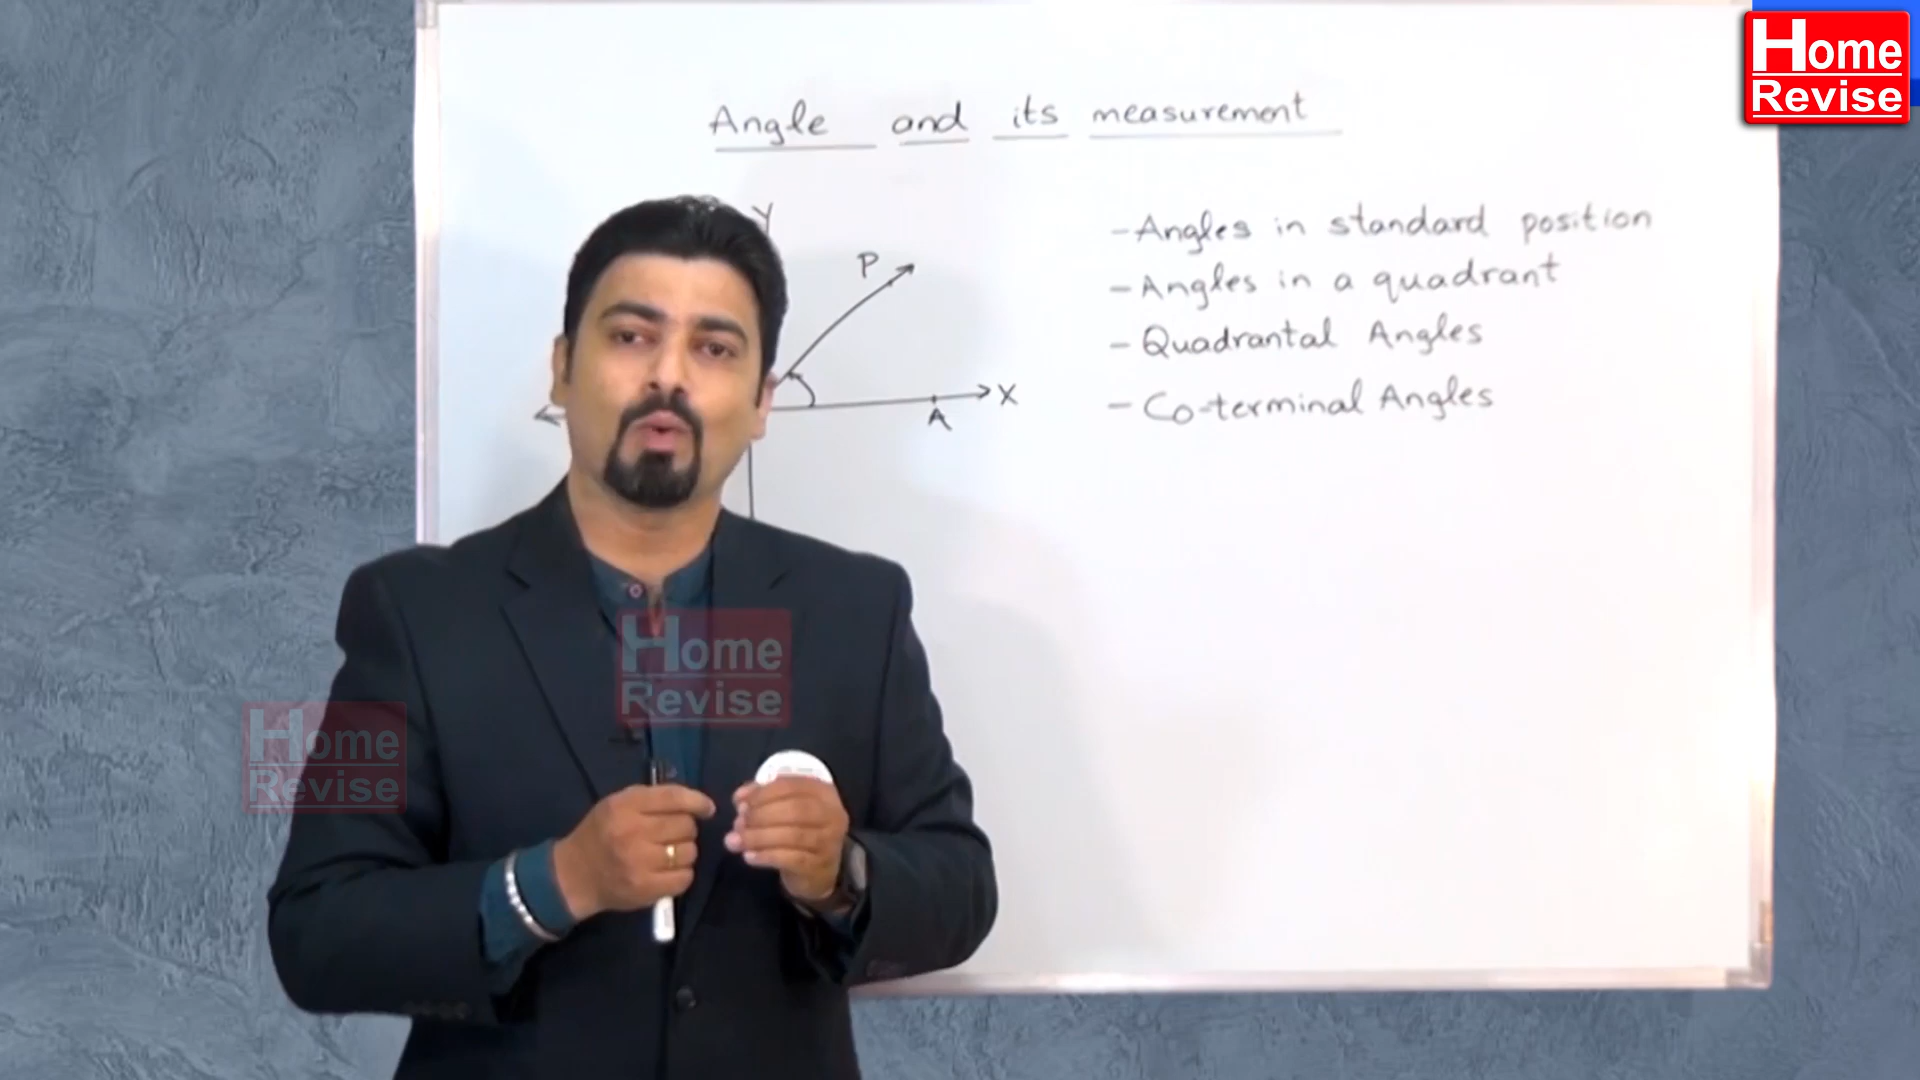 Home
Revise
Angle and its measurement
Y
P
X
A
- Angles in standard position
- Angles in a quadrant
- Quadrantal Angles
- Co-terminal Angles
Home
Revise
Home
Revise